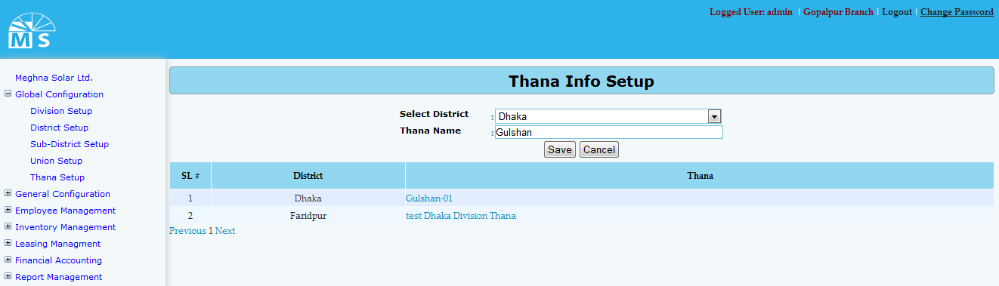 Logged User: admin | Gopalpur Branch | Logout | Change Password
M S
Meghna Solar Ltd.
Global Configuration
Division Setup
District Setup
Sub-District Setup
Union Setup
Thana Setup
General Configuration
Employee Management
Inventory Management
Leasing Managment
Financial Accounting
Report Management
Thana Info Setup
Select District : Dhaka
Thana Name : Gulshan
Save Cancel
SL # District Thana
1 Dhaka Gulshan-01
2 Faridpur test Dhaka Division Thana
Previous 1 Next